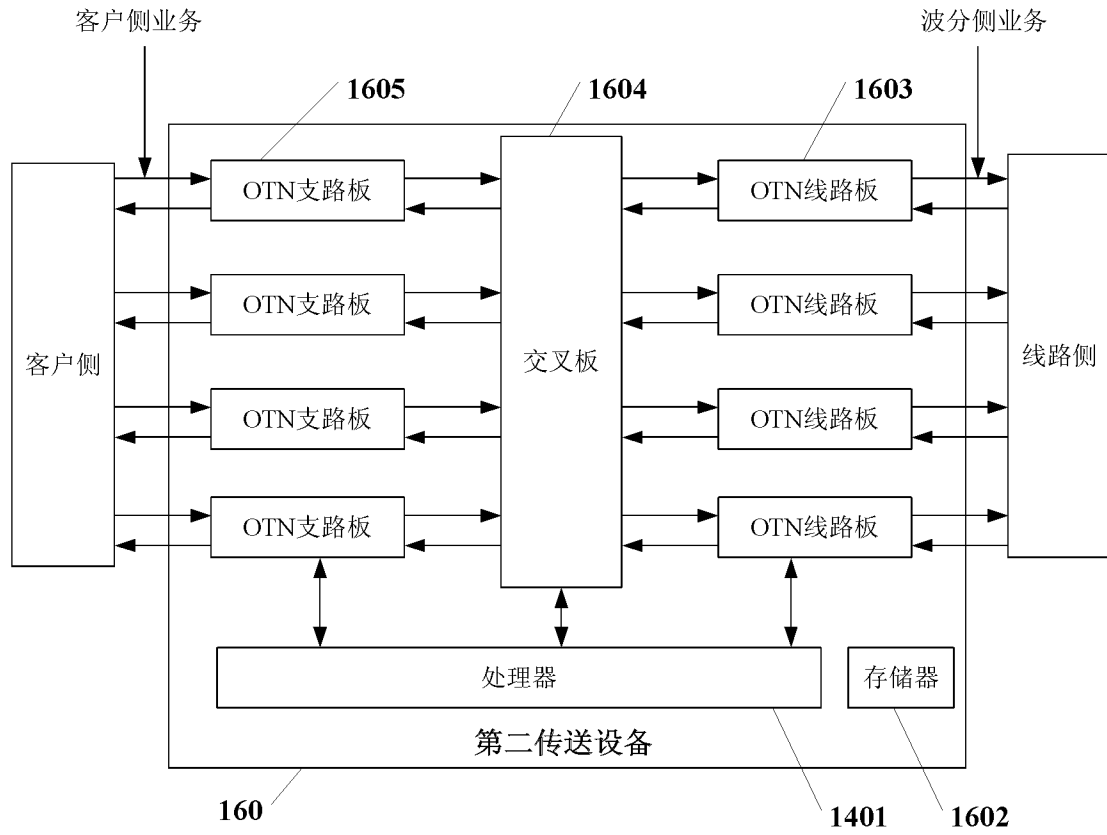 客户侧业务
波分侧业务
1605
1604
1603
OTN支路板
OTN线路板
OTN支路板
OTN线路板
客户侧
交叉板
线路侧
OTN支路板
OTN线路板
OTN支路板
OTN线路板
处理器
存储器
第二传送设备
160
1401
1602